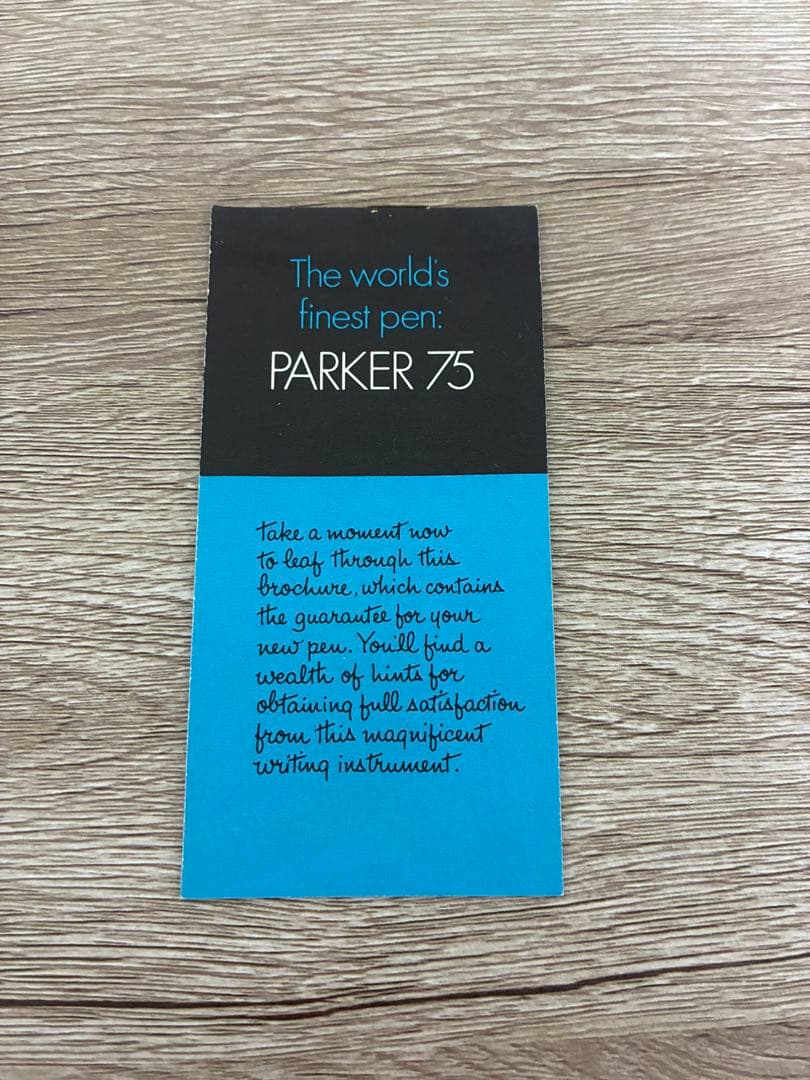 The world's
finest pen:
PARKER 75
Take a moment now
to leaf through this
brochure, which contains
the guarantee for your
new pen. You'll find a
wealth of hints for
obtaining full satisfaction
from this magnificent
writing instrument.